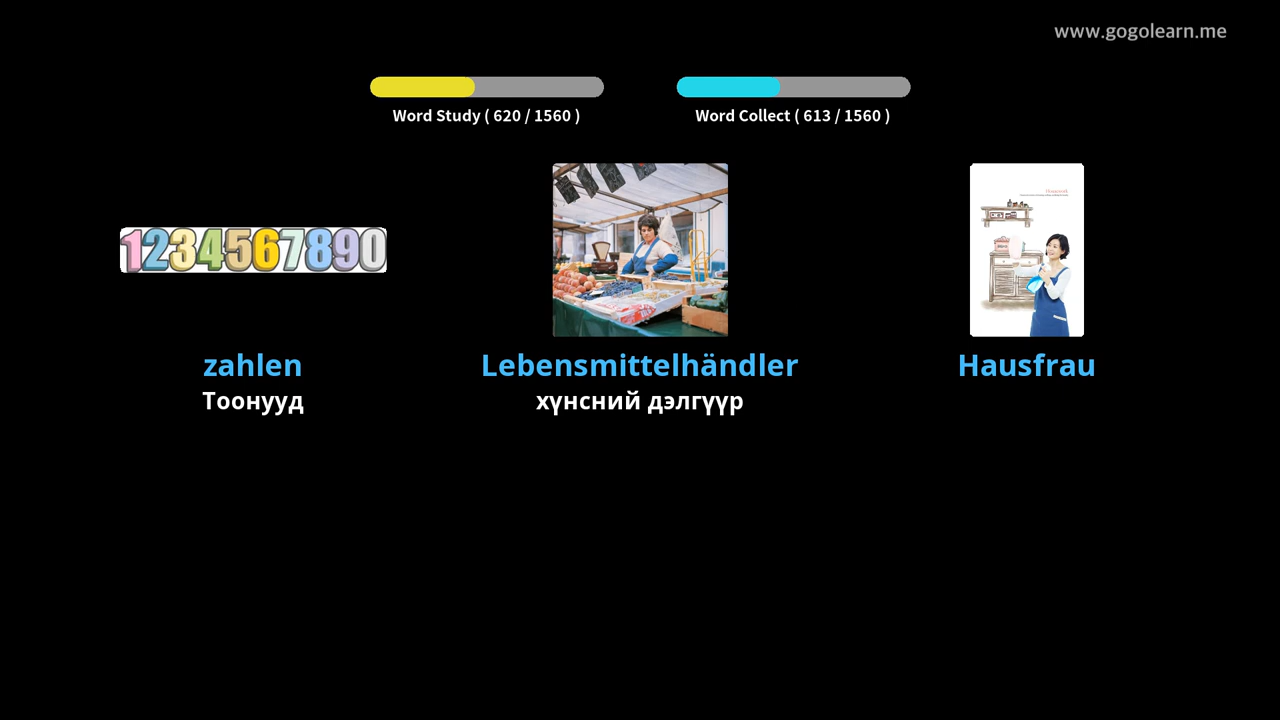 www.gogolearn.me
Word Study ( 620 / 1560 )
Word Collect ( 613 / 1560 )
1234567890
zahlen
Тоонууд
Lebensmittelhändler
хүнсний дэлгүүр
Hausfrau